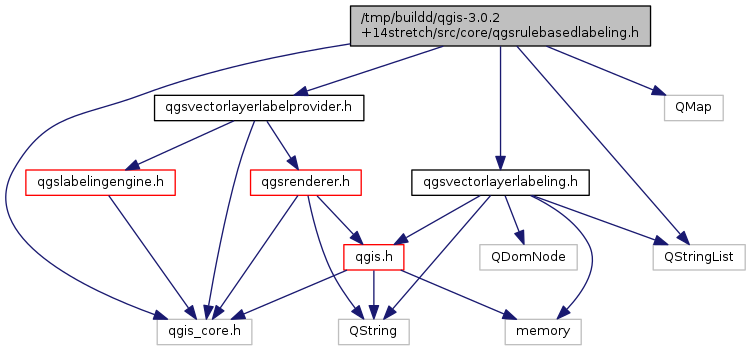 /tmp/buildd/qgis-3.0.2
+14stretch/src/core/qgsrulebasedlabeling.h
qgsvectorlayerlabelprovider.h
QMap
qgslabelingengine.h
qgsrenderer.h
qgsvectorlayerlabeling.h
qgis.h
QDomNode
QStringList
qgis_core.h
QString
memory